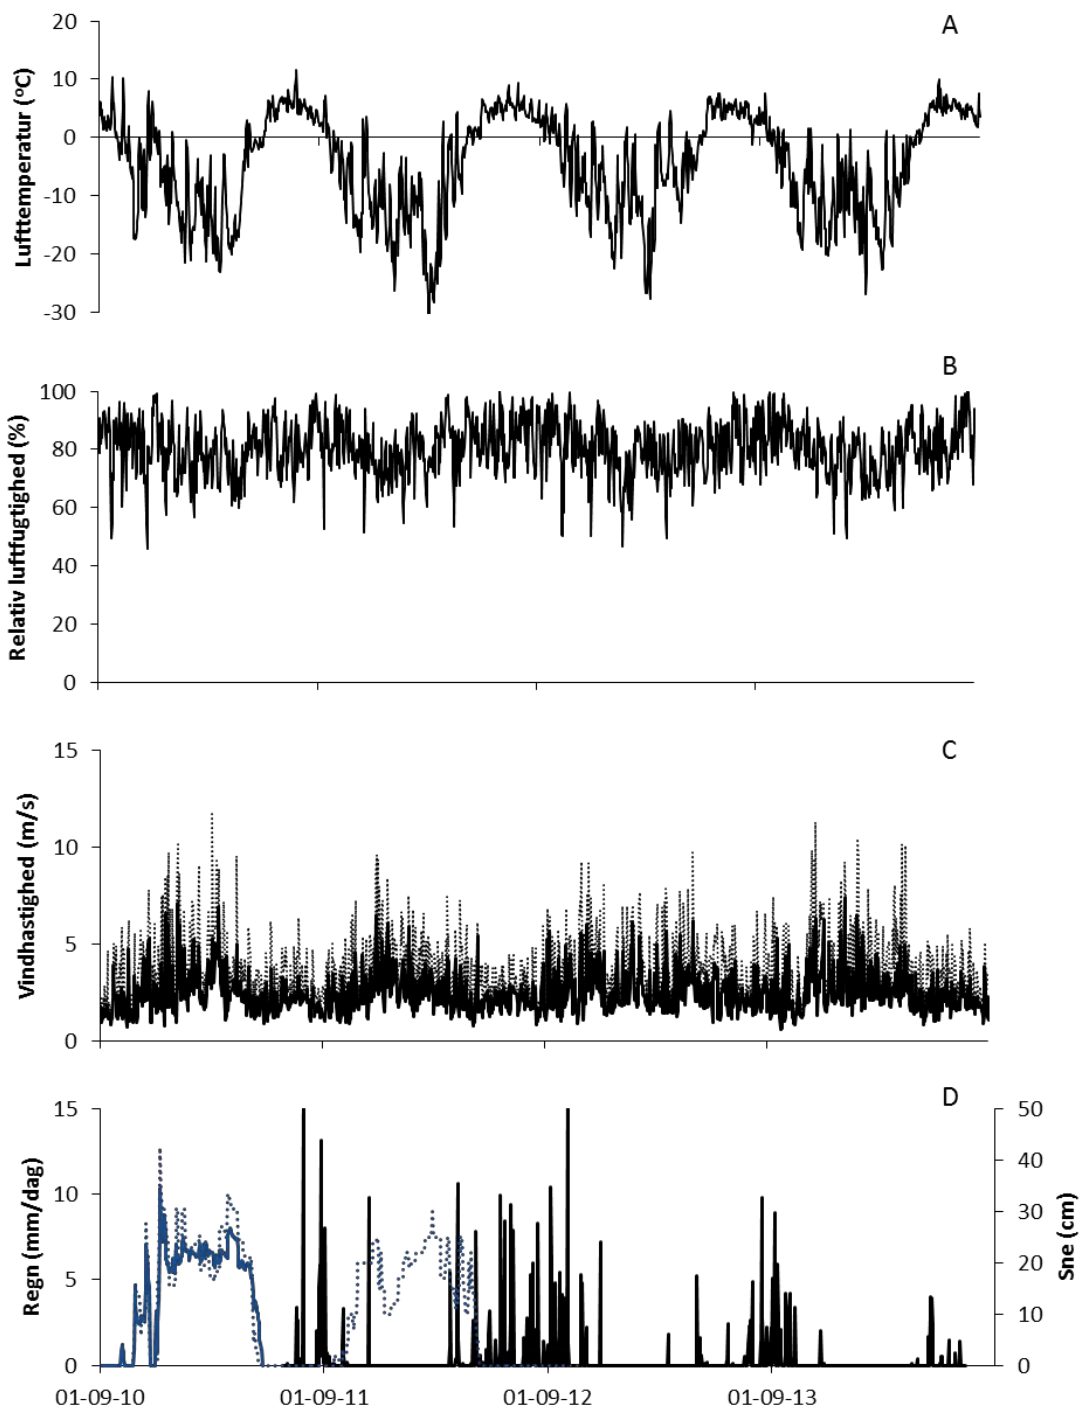 A
20
10
0
-10
-20
-30
Lufttemperatur (°C)
B
100
80
60
40
20
0
Relativ luftfugtighed (%)
C
15
10
5
0
Vindhastighed (m/s)
D
15
10
5
0
Regn (mm/dag)
50
40
30
20
10
0
Sne (cm)
01-09-10 01-09-11 01-09-12 01-09-13